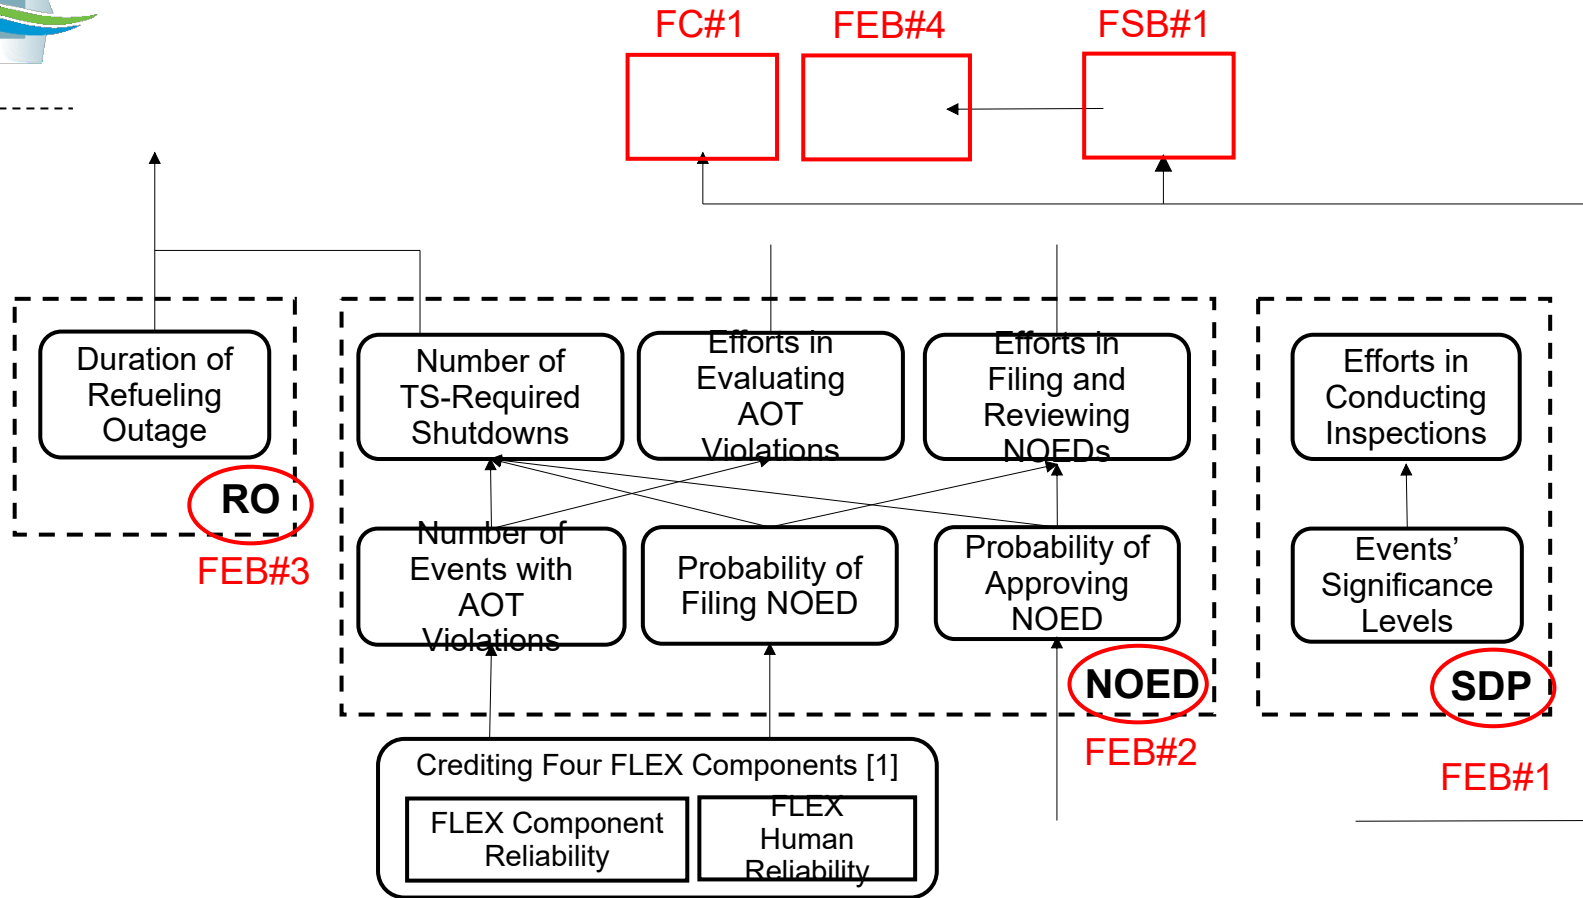 FC#1
FEB#4
FSB#1
Duration of
Refueling
Outage
RO
FEB#3
Number of
TS-Required
Shutdowns
Efforts in
Evaluating
AOT
Violations
Efforts in
Filing and
Reviewing
NOEDs
Number of
Events with
AOT
Violations
Probability of
Filing NOED
Probability of
Approving
NOED
NOED
FEB#2
Efforts in
Conducting
Inspections
Events’
Significance
Levels
SDP
FEB#1
Crediting Four FLEX Components [1]
FLEX Component
Reliability
FLEX
Human
Reliability